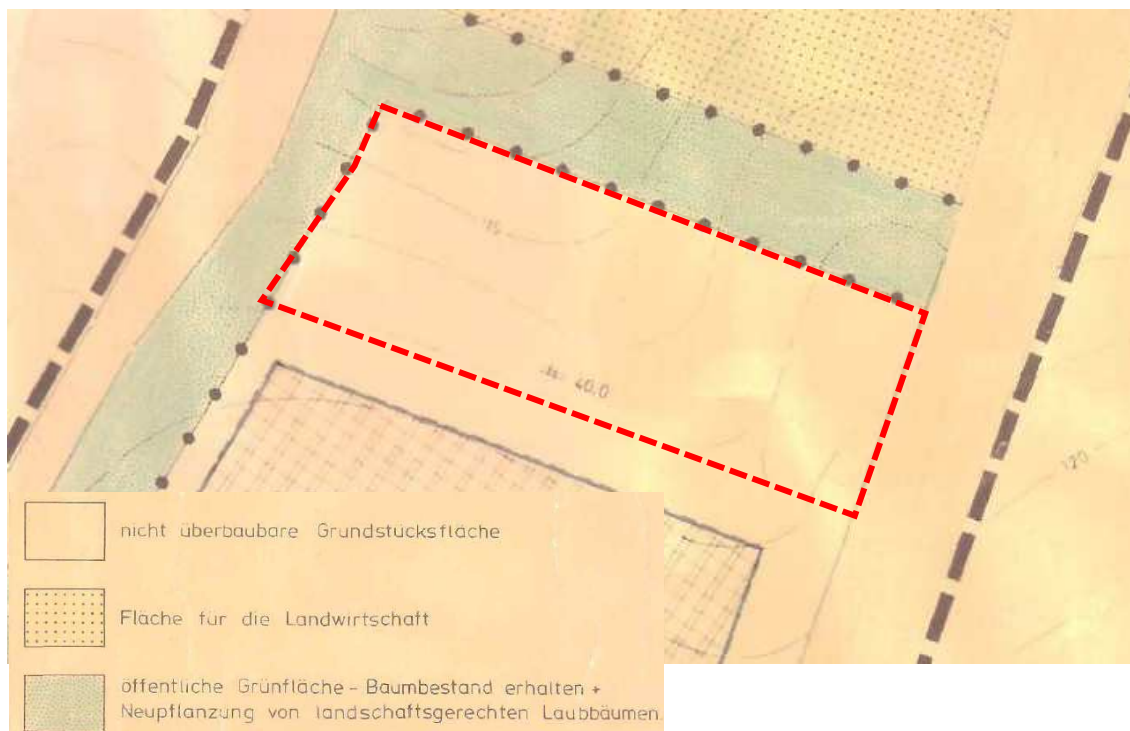 40,0
120
nicht überbaubare Grundstücksfläche
Fläche für die Landwirtschaft
öffentliche Grünfläche - Baumbestand erhalten +
Neupflanzung von landschaftsgerechten Laubbäumen.